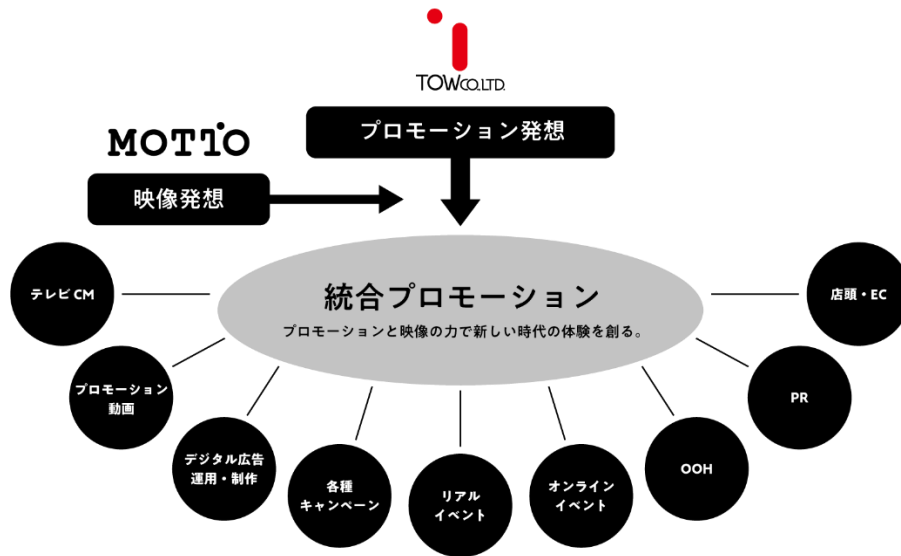 TOWCO.LTD.
プロモーション発想
MOTTO
映像発想
統合プロモーション
プロモーションと映像の力で新しい時代の体験を創る。
テレビCM
プロモーション
動画
デジタル広告
運用・制作
各種
キャンペーン
リアル
イベント
オンライン
イベント
OOH
PR
店頭・EC